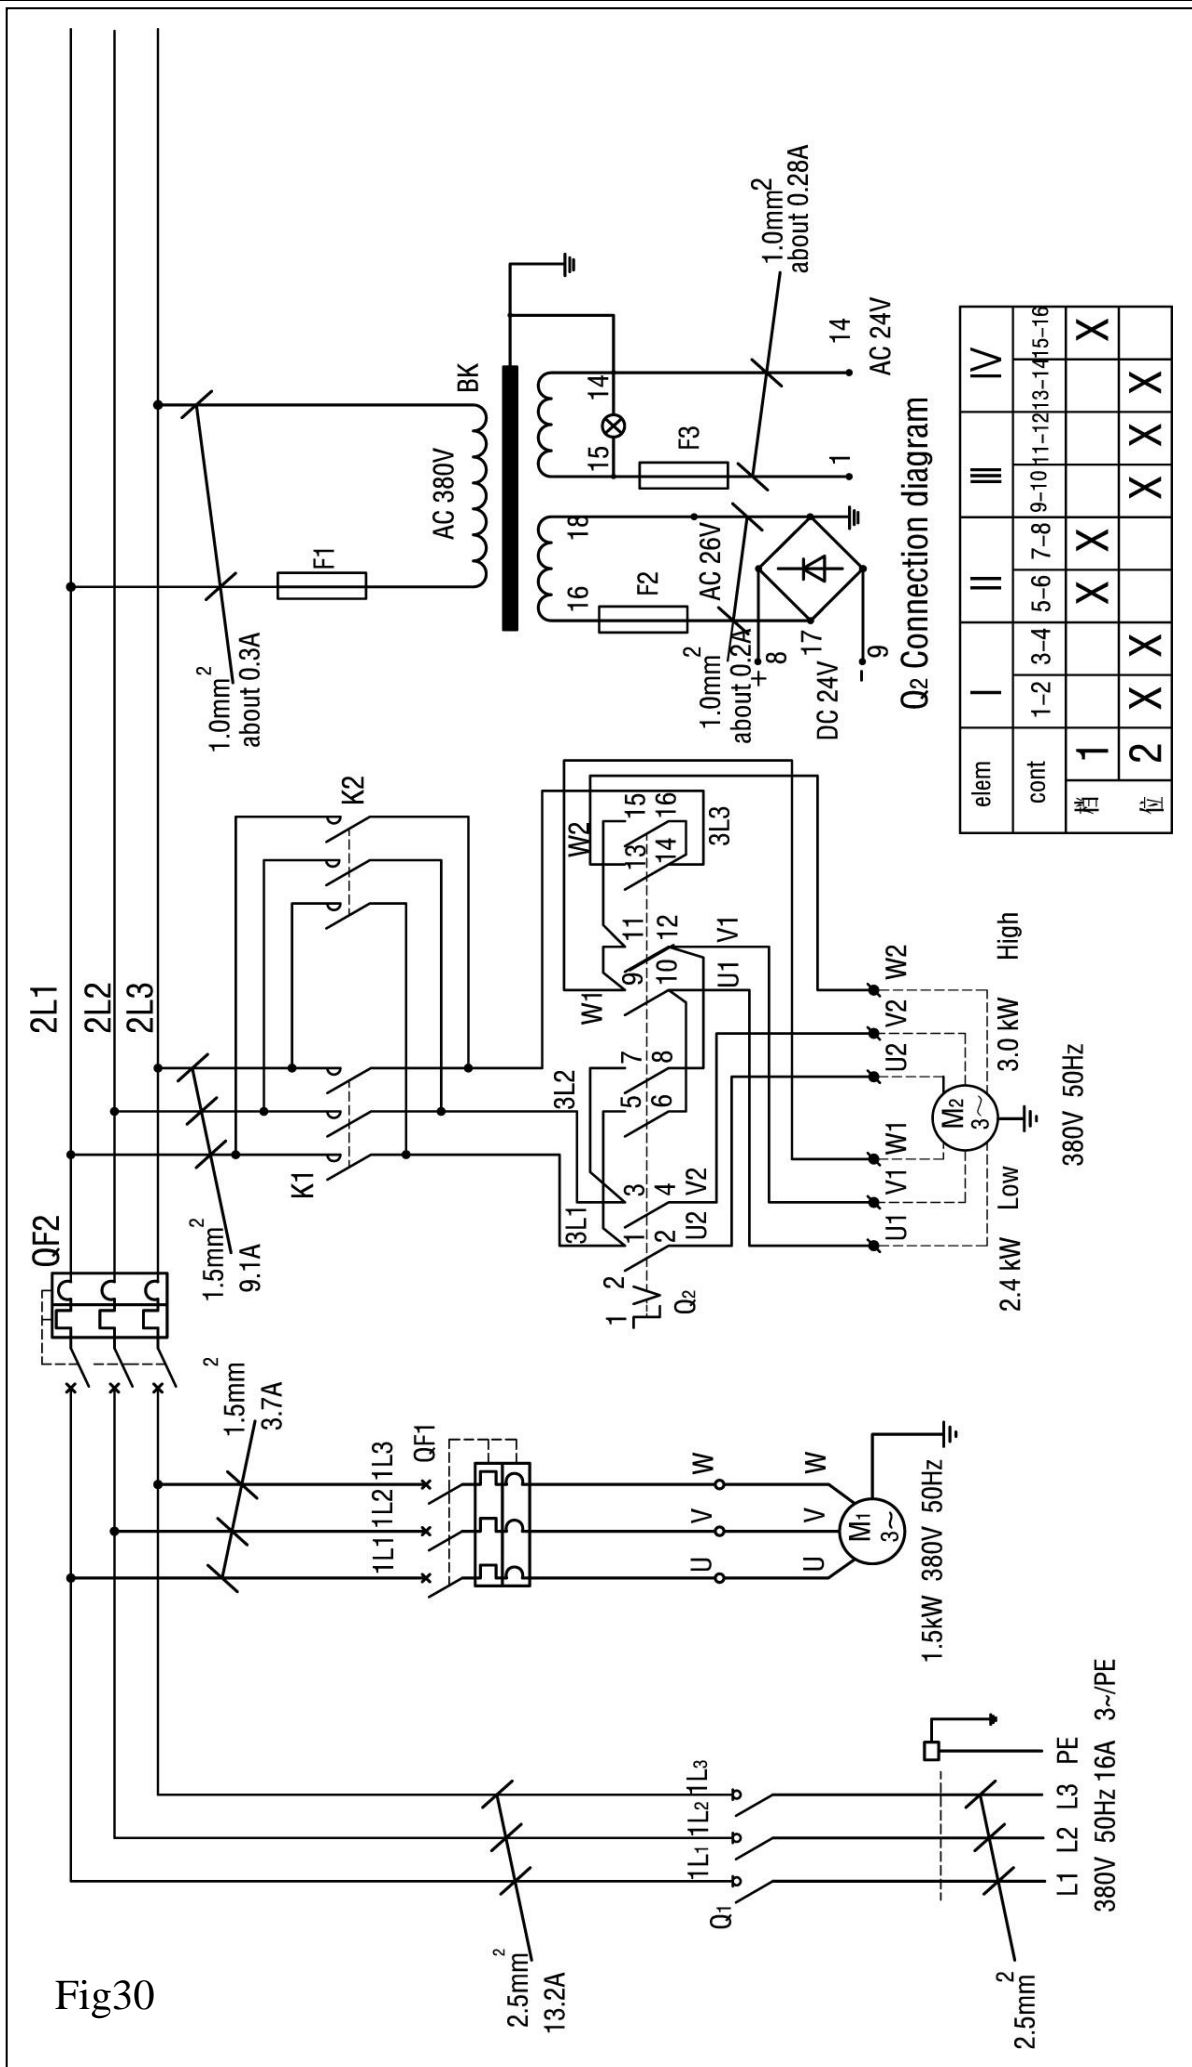 2L1
2L2
2L3
QF2
1.5mm²
9.1A
1.5mm²
3.7A
1L1 1L2 1L3
QF1
U V W
U V W
M1
3~
1.5kW 380V 50Hz
2.5mm²
13.2A
Q1
1L1 1L2 1L3
2.5mm²
L1 L2 L3 PE
380V 50Hz 16A 3~/PE
K1
K2
3L1
3L2
3L3
1 2
Q2
1 3 5 7 9 11 13 15
2 4 6 8 10 12 14 16
U2 V2
W1
U1 V1
W2
U1 V1 W1 U2 V2 W2
M2
3~
2.4 kW Low 3.0 kW High
380V 50Hz
1.0mm²
about 0.3A
F1
AC 380V
BK
16 18
15 14
F2
AC 26V
F3
1.0mm²
about 0.2A
1.0mm²
about 0.28A
+ 8
17
DC 24V
- 9
1 14
AC 24V
Q2 Connection diagram
elem I II III IV
cont 1-2 3-4 5-6 7-8 9-10 11-12 13-14 15-16
档 1 X X X
位 2 X X X X X
Fig30